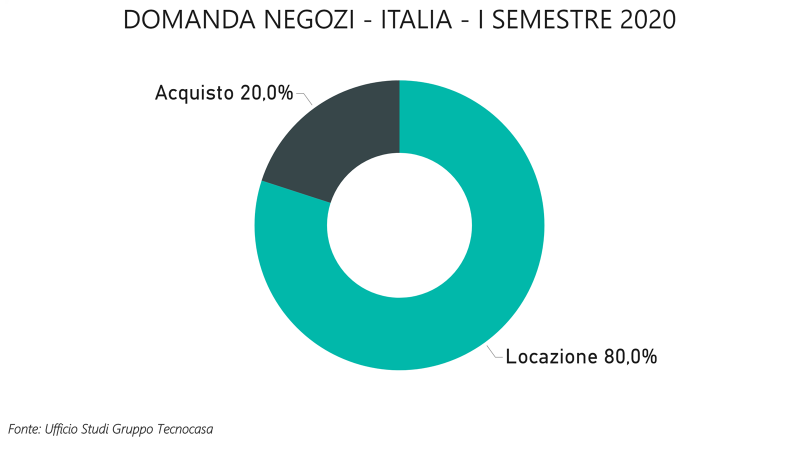 DOMANDA NEGOZI - ITALIA - I SEMESTRE 2020
Acquisto 20,0%
Locazione 80,0%
Fonte: Ufficio Studi Gruppo Tecnocasa